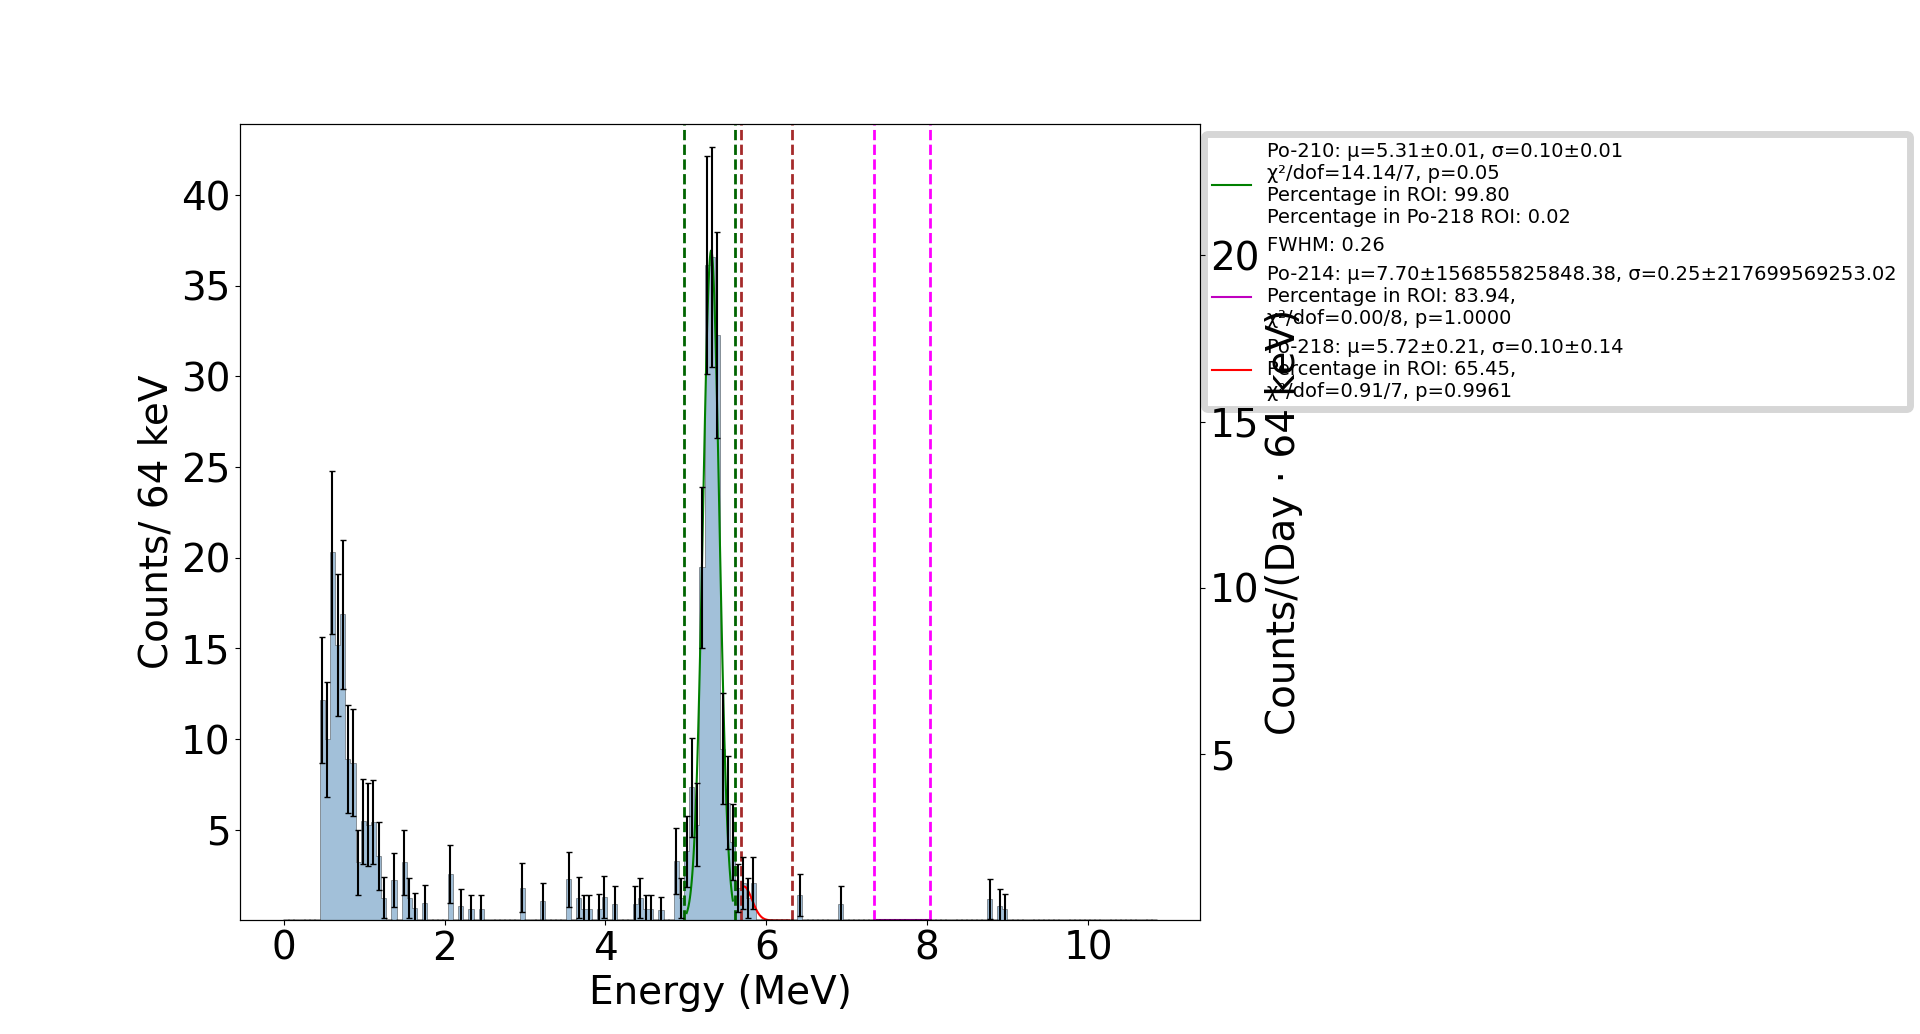 Counts/ 64 keV
40
35
30
25
20
15
10
5
0
2
4
6
8
10
Energy (MeV)
20
15
10
5
Counts/(Day · 64 keV)
Po-210: μ=5.31±0.01, σ=0.10±0.01
χ²/dof=14.14/7, p=0.05
Percentage in ROI: 99.80
Percentage in Po-218 ROI: 0.02
FWHM: 0.26
Po-214: μ=7.70±156855825848.38, σ=0.25±217699569253.02
Percentage in ROI: 83.94,
χ²/dof=0.00/8, p=1.0000
Po-218: μ=5.72±0.21, σ=0.10±0.14
Percentage in ROI: 65.45,
χ²/dof=0.91/7, p=0.9961